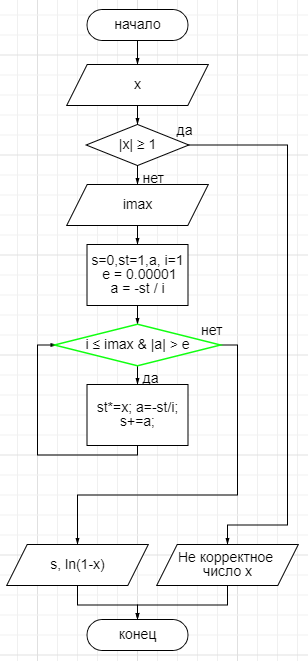 начало
x
|x| ≥ 1
да
нет
imax
s=0,st=1,a, i=1
e = 0.00001
a = -st / i
нет
i ≤ imax & |a| > e
да
st*=x; a=-st/i;
s+=a;
s, ln(1-x)
Не корректное
число x
конец